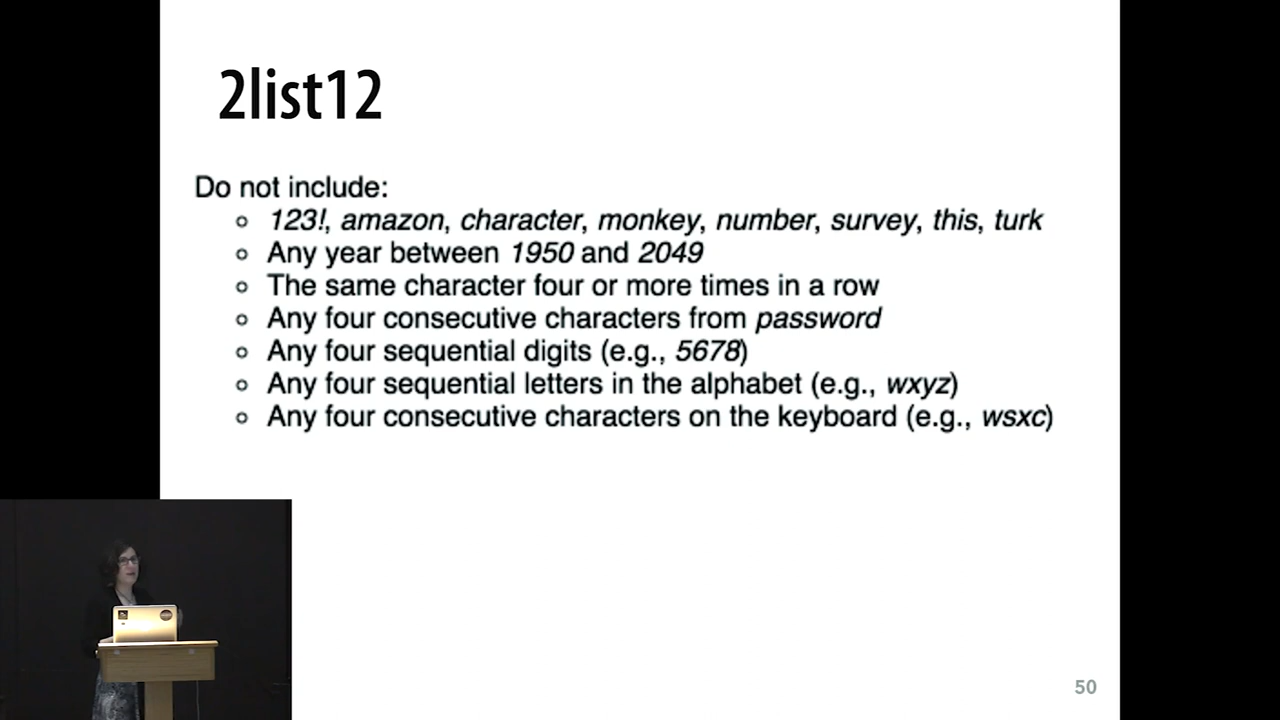 2list12
Do not include:
123!, amazon, character, monkey, number, survey, this, turk
Any year between 1950 and 2049
The same character four or more times in a row
Any four consecutive characters from password
Any four sequential digits (e.g., 5678)
Any four sequential letters in the alphabet (e.g., wxyz)
Any four consecutive characters on the keyboard (e.g., wsxc)
50